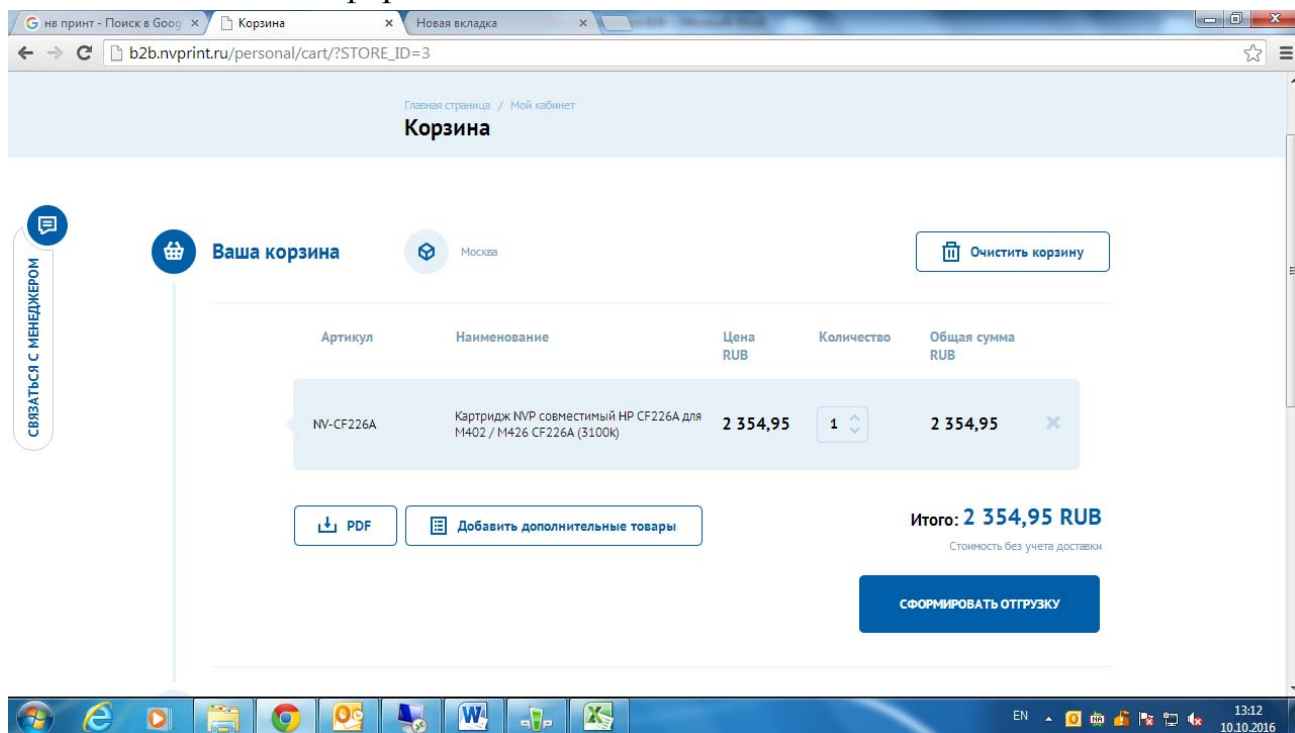 нв принт - Поиск в Goog
Корзина
Новая вкладка
b2b.nvprint.ru/personal/cart/?STORE_ID=3
Главная страница / Мой кабинет
Корзина
СВЯЗАТЬСЯ С МЕНЕДЖЕРОМ
Ваша корзина
Москва
Очистить корзину
Артикул Наименование Цена Количество Общая сумма
RUB RUB
NV-CF226A
Картридж NVP совместимый HP CF226A для
M402 / M426 CF226A (3100k)
2 354,95 1 2 354,95
PDF
Добавить дополнительные товары
Итого: 2 354,95 RUB
Стоимость без учета доставки
СФОРМИРОВАТЬ ОТГРУЗКУ
EN
13:12
10.10.2016